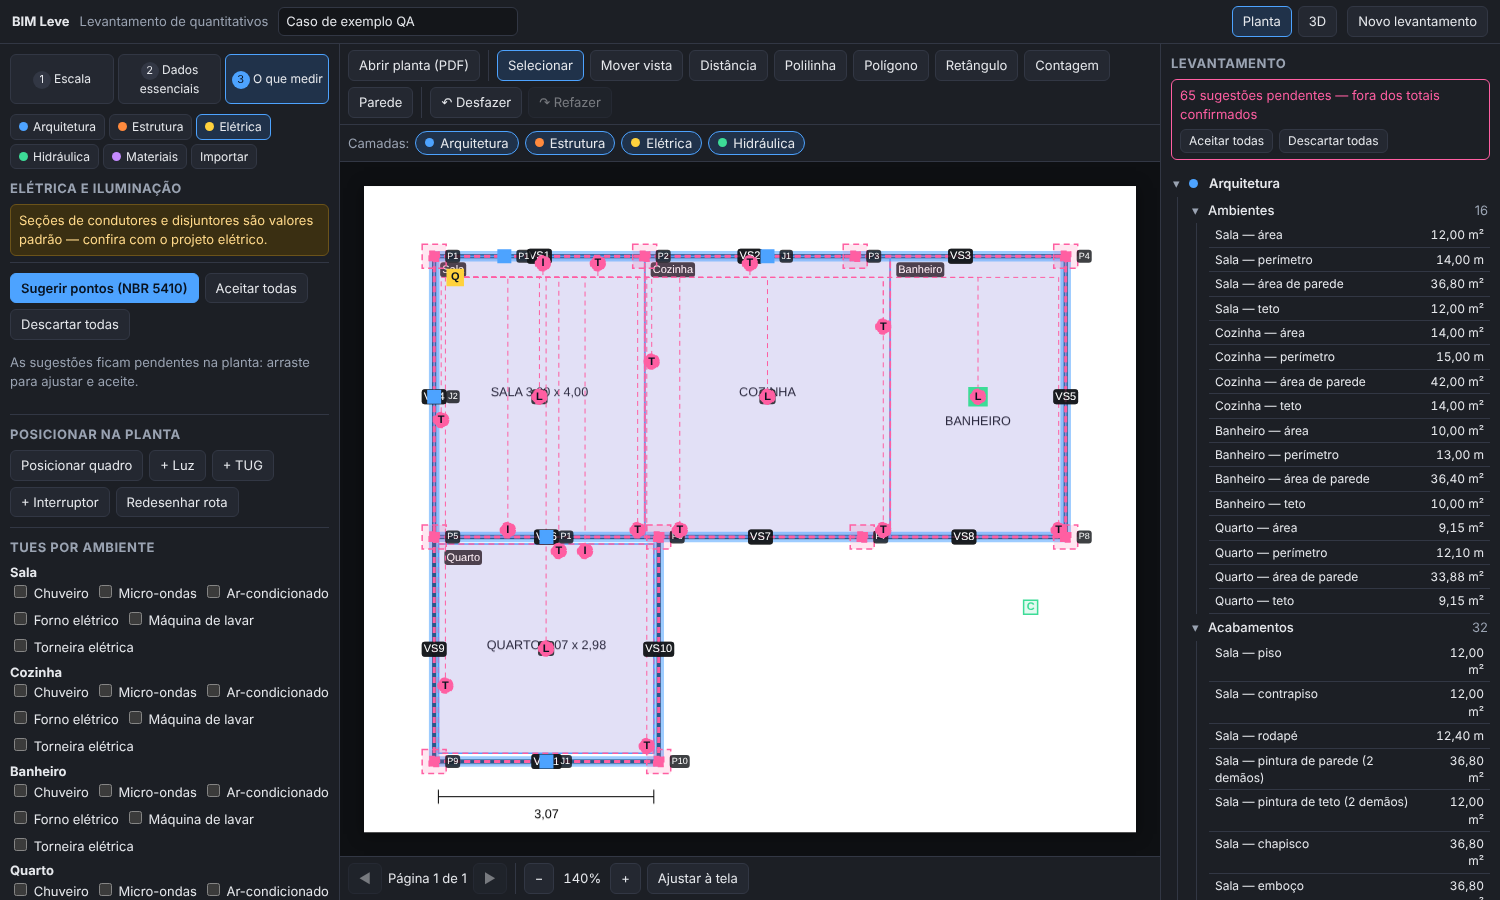 BIM Leve Levantamento de quantitativos Caso de exemplo QA Planta 3D Novo levantamento
1 Escala
2 Dados essenciais
3 O que medir
Arquitetura Estrutura Elétrica
Hidráulica Materiais Importar
ELÉTRICA E ILUMINAÇÃO
Seções de condutores e disjuntores são valores
padrão — confira com o projeto elétrico.
Sugerir pontos (NBR 5410) Aceitar todas
Descartar todas
As sugestões ficam pendentes na planta: arraste
para ajustar e aceite.
POSICIONAR NA PLANTA
Posicionar quadro + Luz + TUG
+ Interruptor Redesenhar rota
TUES POR AMBIENTE
Sala
Chuveiro Micro-ondas Ar-condicionado
Forno elétrico Máquina de lavar
Torneira elétrica
Cozinha
Chuveiro Micro-ondas Ar-condicionado
Forno elétrico Máquina de lavar
Torneira elétrica
Banheiro
Chuveiro Micro-ondas Ar-condicionado
Forno elétrico Máquina de lavar
Torneira elétrica
Quarto
Chuveiro Micro-ondas Ar-condicionado
Abrir planta (PDF) Selecionar Mover vista Distância Polilinha Polígono Retângulo Contagem
Parede ↶ Desfazer ↷ Refazer
Camadas: Arquitetura Estrutura Elétrica Hidráulica
P1 P1 I T P2 VS2 T J1 P3 VS3 P4
Q Cozinha Banheiro
T
T
J2 SALA x 4,00 L L L VS5
T BANHEIRO
P5 I P1 T T VS7 T VS8 T P8
Quarto T I
C
VS9 QUARTO L 07 x 2,98 VS10
T
T
P9 J1 P10
3,07
◀ Página 1 de 1 ▶ − 140% + Ajustar à tela
LEVANTAMENTO
65 sugestões pendentes — fora dos totais
confirmados
Aceitar todas Descartar todas
▼ Arquitetura
▼ Ambientes 16
Sala — área 12,00 m²
Sala — perímetro 14,00 m
Sala — área de parede 36,80 m²
Sala — teto 12,00 m²
Cozinha — área 14,00 m²
Cozinha — perímetro 15,00 m
Cozinha — área de parede 42,00 m²
Cozinha — teto 14,00 m²
Banheiro — área 10,00 m²
Banheiro — perímetro 13,00 m
Banheiro — área de parede 36,40 m²
Banheiro — teto 10,00 m²
Quarto — área 9,15 m²
Quarto — perímetro 12,10 m
Quarto — área de parede 33,88 m²
Quarto — teto 9,15 m²
▼ Acabamentos 32
Sala — piso 12,00 m²
Sala — contrapiso 12,00 m²
Sala — rodapé 12,40 m
Sala — pintura de parede (2 demãos) 36,80 m²
Sala — pintura de teto (2 demãos) 12,00 m²
Sala — chapisco 36,80 m²
Sala — emboço 36,80